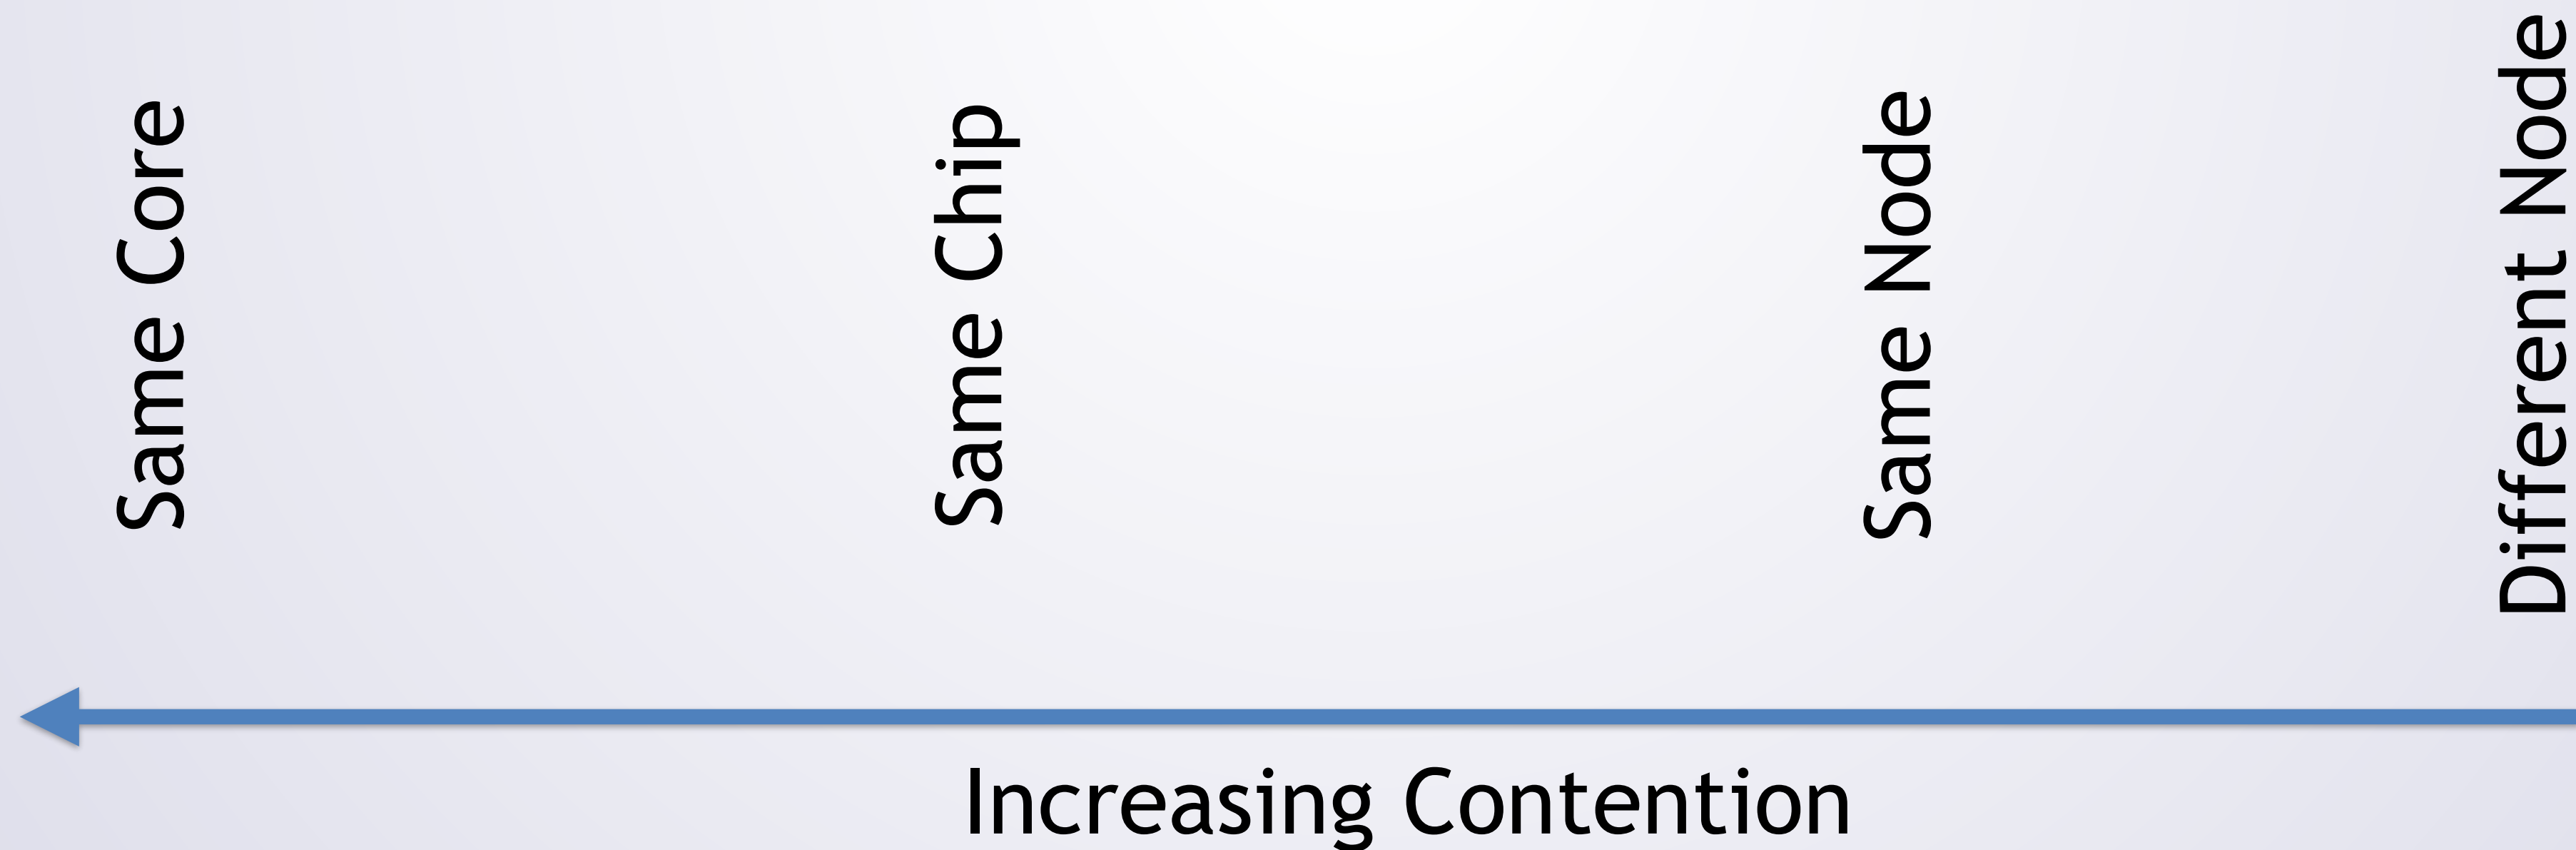 Same Core
Same Chip
Same Node
Different Node
Increasing Contention